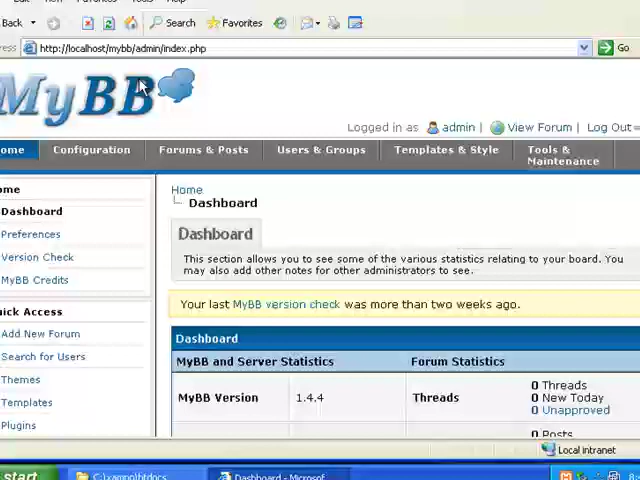 Back Search Favorites
ress http://localhost/mybb/admin/index.php Go
MyBB
Logged in as admin | View Forum | Log Out
ome Configuration Forums & Posts Users & Groups Templates & Style Tools & Maintenance
ome
Dashboard
Preferences
Version Check
MyBB Credits
uick Access
Add New Forum
Search for Users
Themes
Templates
Plugins
Home
Dashboard
Dashboard
This section allows you to see some of the various statistics relating to your board. You
may also add other notes for other administrators to see.
Your last MyBB version check was more than two weeks ago.
Dashboard
MyBB and Server Statistics Forum Statistics
MyBB Version 1.4.4 Threads 0 Threads
0 New Today
0 Unapproved
0 Posts
Local intranet
start C:\xampp\htdocs Dashboard - Microsof...